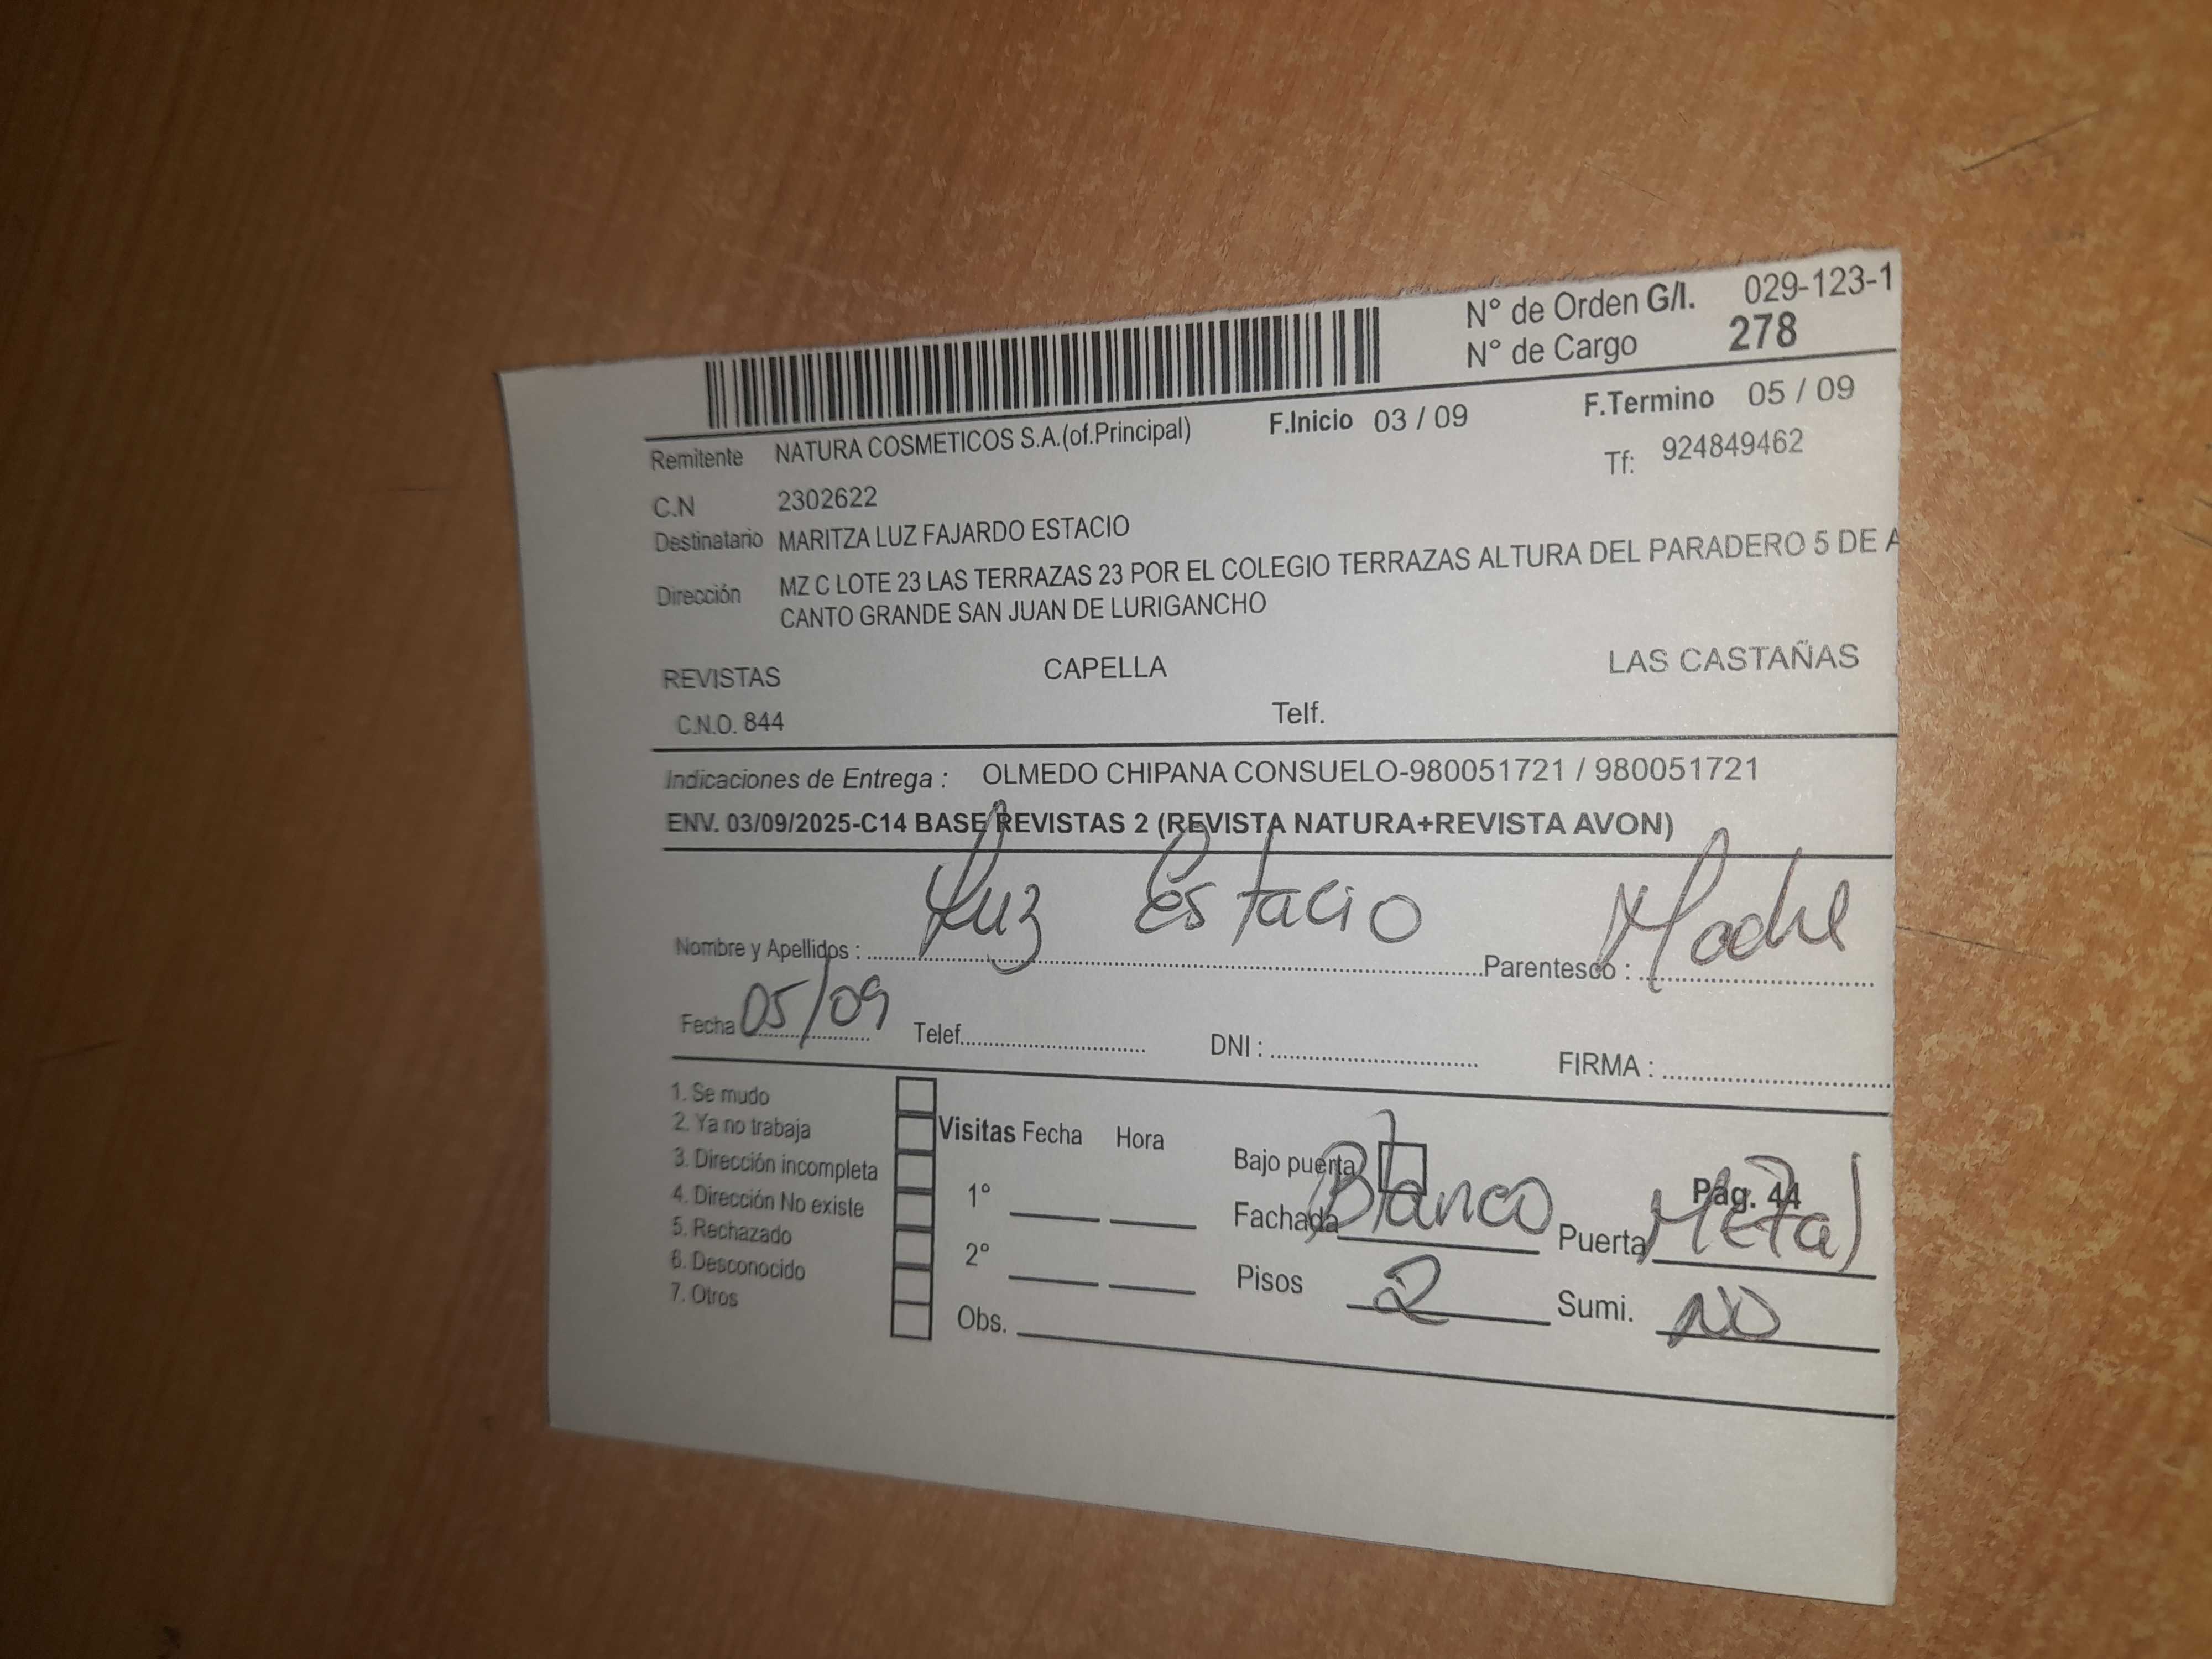 N° de Orden G/I. 029-123-1
N° de Cargo 278
F.Inicio 03 / 09 F.Termino 05 / 09
Remitente NATURA COSMETICOS S.A.(of.Principal) Tf: 924849462
C.N 2302622
Destinatario MARITZA LUZ FAJARDO ESTACIO
Dirección MZ C LOTE 23 LAS TERRAZAS 23 POR EL COLEGIO TERRAZAS ALTURA DEL PARADERO 5 DE A
CANTO GRANDE SAN JUAN DE LURIGANCHO
REVISTAS CAPELLA LAS CASTAÑAS
C.N.O. 844 Telf.
Indicaciones de Entrega : OLMEDO CHIPANA CONSUELO-980051721 / 980051721
ENV. 03/09/2025-C14 BASE REVISTAS 2 (REVISTA NATURA+REVISTA AVON)
Nombre y Apellidos : Luz Estacio Parentesco : Madre
Fecha 05/09 Telef. DNI : FIRMA :
1. Se mudo
2. Ya no trabaja
3. Dirección incompleta
4. Dirección No existe
5. Rechazado
6. Desconocido
7. Otros
Visitas Fecha Hora
1°
2°
Obs.
Bajo puerta Pág. 44
Fachada Blanco Puerta Metal
Pisos 2 Sumi. NO